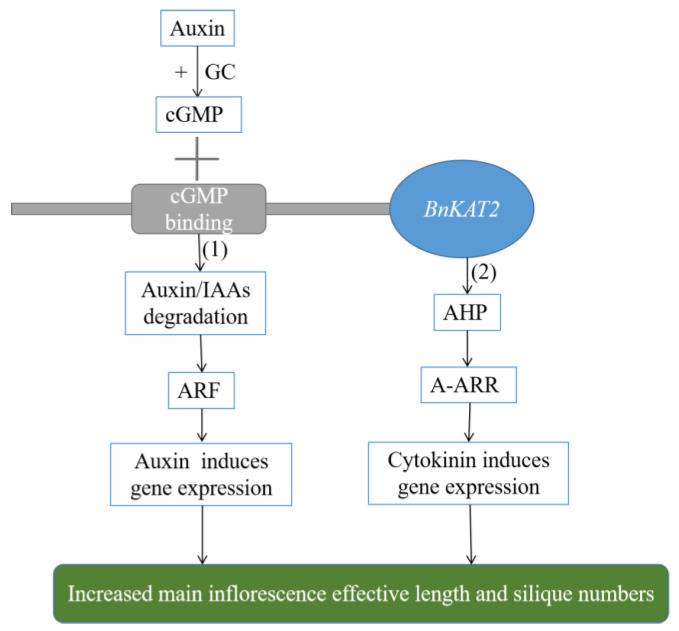 Auxin
+ GC
cGMP
cGMP
binding
BnKAT2
(1)
(2)
Auxin/IAAs
degradation
AHP
ARF
A-ARR
Auxin induces
gene expression
Cytokinin induces
gene expression
Increased main inflorescence effective length and silique numbers